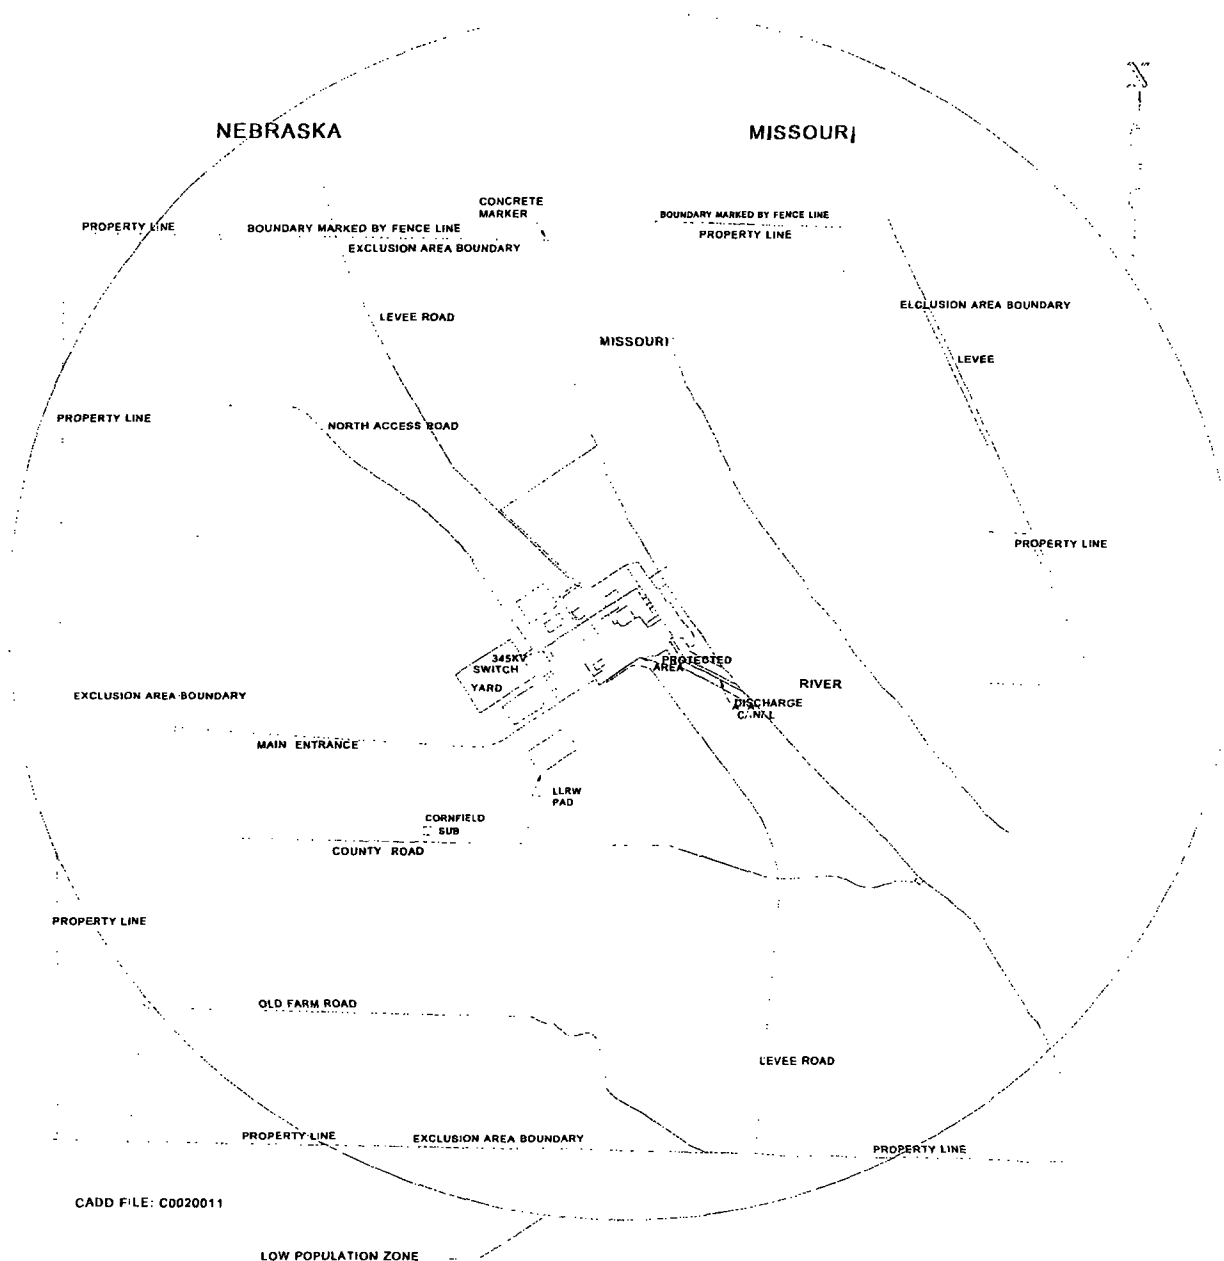 NEBRASKA
MISSOURI
CONCRETE
MARKER
PROPERTY LINE
BOUNDARY MARKED BY FENCE LINE
EXCLUSION AREA BOUNDARY
BOUNDARY MARKED BY FENCE LINE
PROPERTY LINE
ELCLUSION AREA BOUNDARY
LEVEE ROAD
MISSOURI
LEVEE
PROPERTY LINE
NORTH ACCESS ROAD
PROPERTY LINE
345KV
SWITCH
YARD
PROTECTED
AREA
RIVER
EXCLUSION AREA BOUNDARY
DISCHARGE
CANAL
MAIN ENTRANCE
LLRW
PAD
CORNFIELD
SUB
COUNTY ROAD
PROPERTY LINE
OLD FARM ROAD
LEVEE ROAD
PROPERTY LINE
EXCLUSION AREA BOUNDARY
PROPERTY LINE
CADD FILE: C0020011
LOW POPULATION ZONE